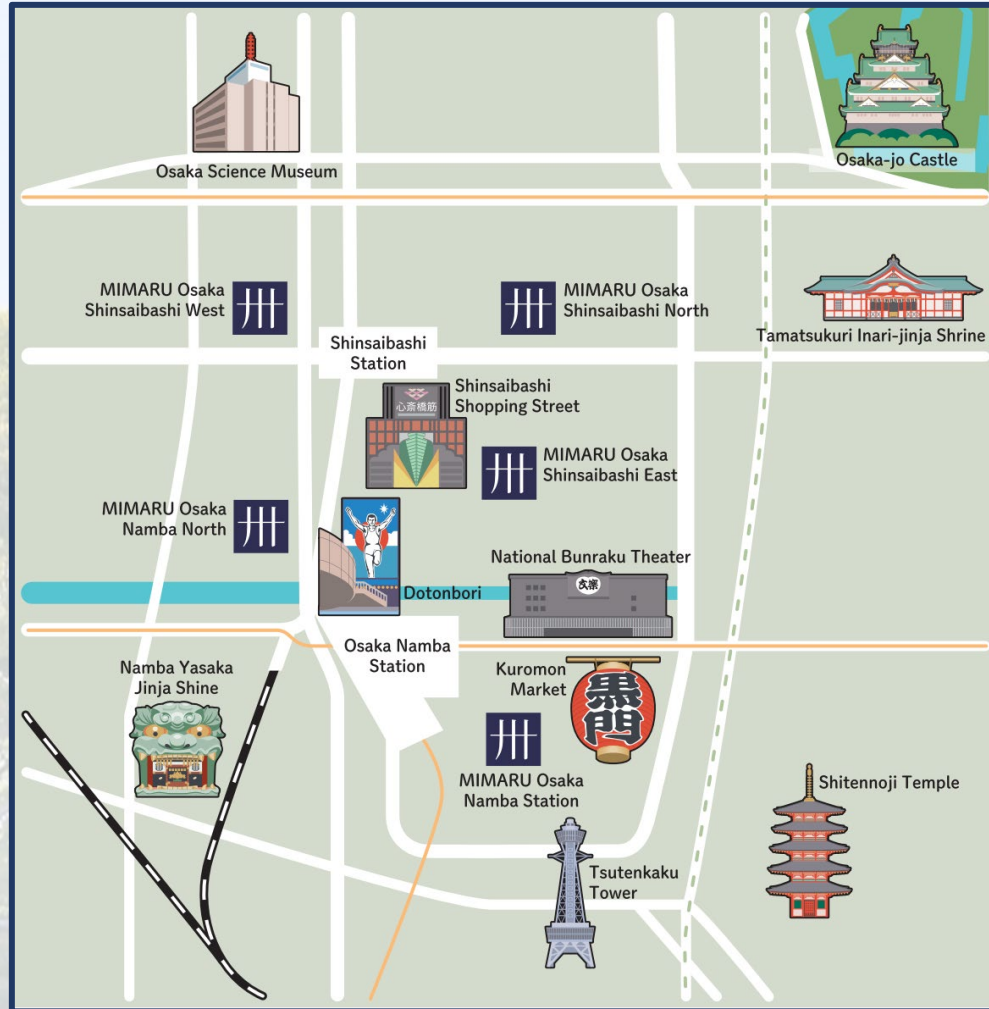 Osaka Science Museum
Osaka-jo Castle
MIMARU Osaka
Shinsaibashi West
MIMARU Osaka
Shinsaibashi North
Tamatsukuri Inari-jinja Shrine
Shinsaibashi
Station
心斎橋筋
Shinsaibashi
Shopping Street
MIMARU Osaka
Shinsaibashi East
MIMARU Osaka
Namba North
Dotonbori
National Bunraku Theater
文楽
Osaka Namba
Station
Namba Yasaka
Jinja Shine
Kuromon
Market
黒門
MIMARU Osaka
Namba Station
Shitennoji Temple
Tsutenkaku
Tower